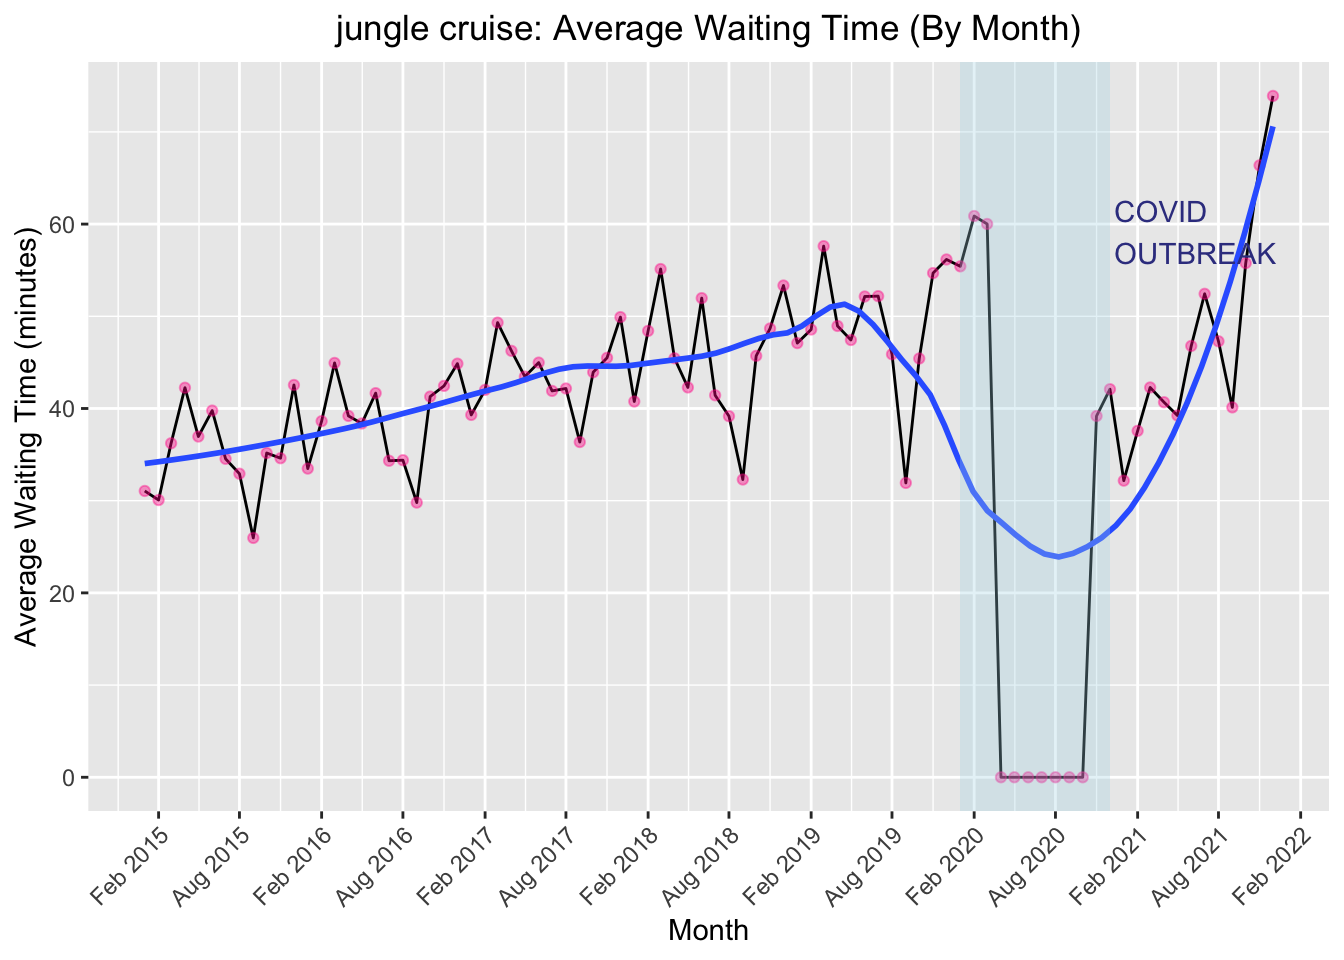 jungle cruise: Average Waiting Time (By Month)
Average Waiting Time (minutes)
60
40
20
0
COVID
OUTBREAK
Feb 2015
Aug 2015
Feb 2016
Aug 2016
Feb 2017
Aug 2017
Feb 2018
Aug 2018
Feb 2019
Aug 2019
Feb 2020
Aug 2020
Feb 2021
Aug 2021
Feb 2022
Month